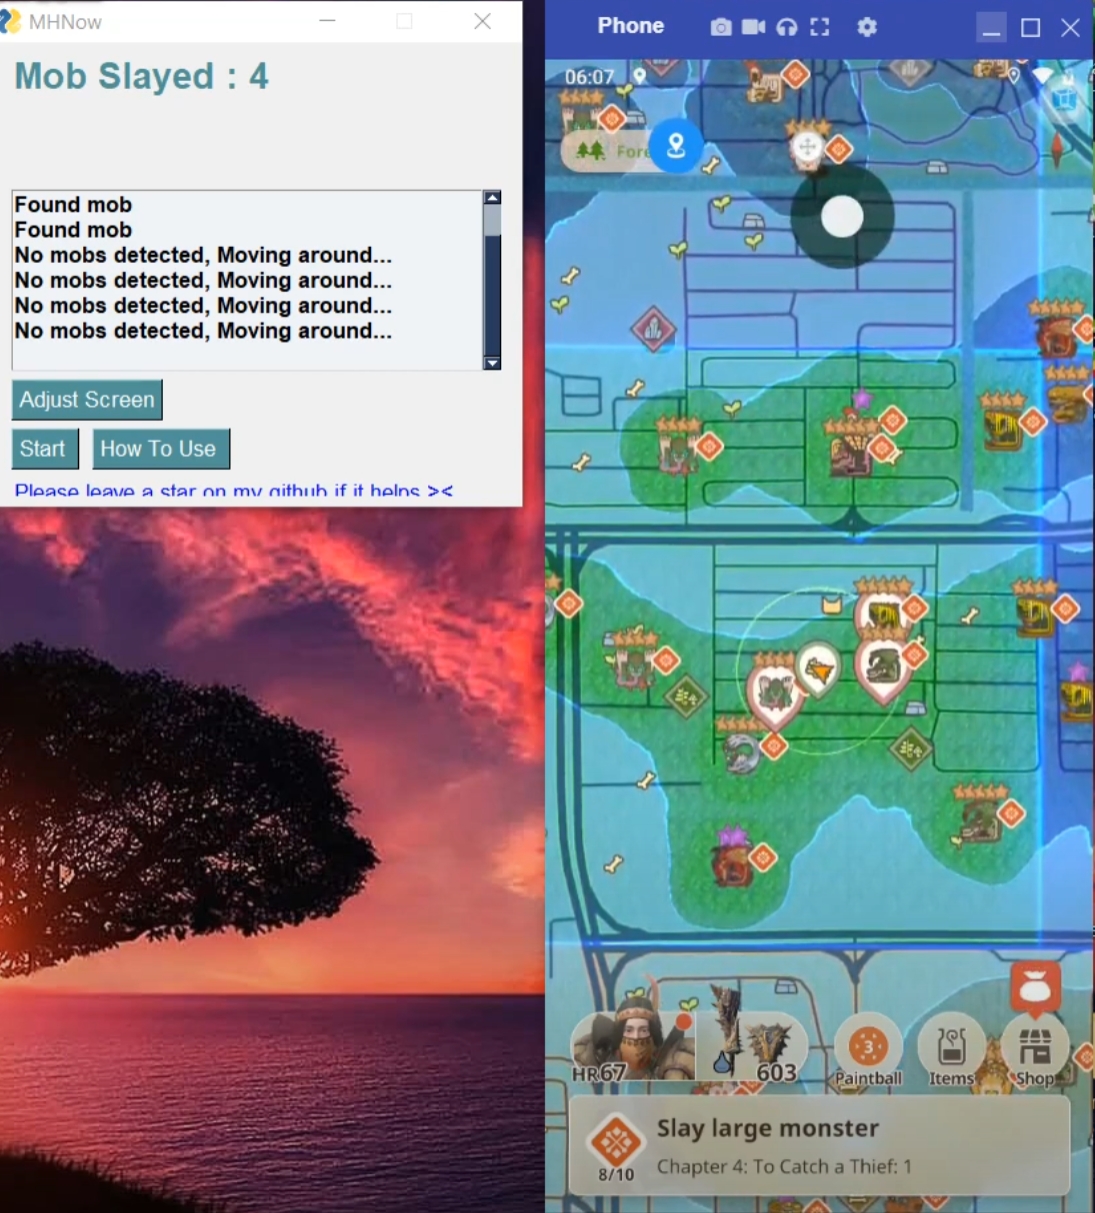 MHNow
Mob Slayed : 4
Found mob
Found mob
No mobs detected, Moving around...
No mobs detected, Moving around...
No mobs detected, Moving around...
No mobs detected, Moving around...
Adjust Screen
Start
How To Use
Please leave a star on my github if it helps ><
Phone
06:07
Fore
HR67
603
3
Paintball
Items
Shop
Slay large monster
8/10
Chapter 4: To Catch a Thief: 1